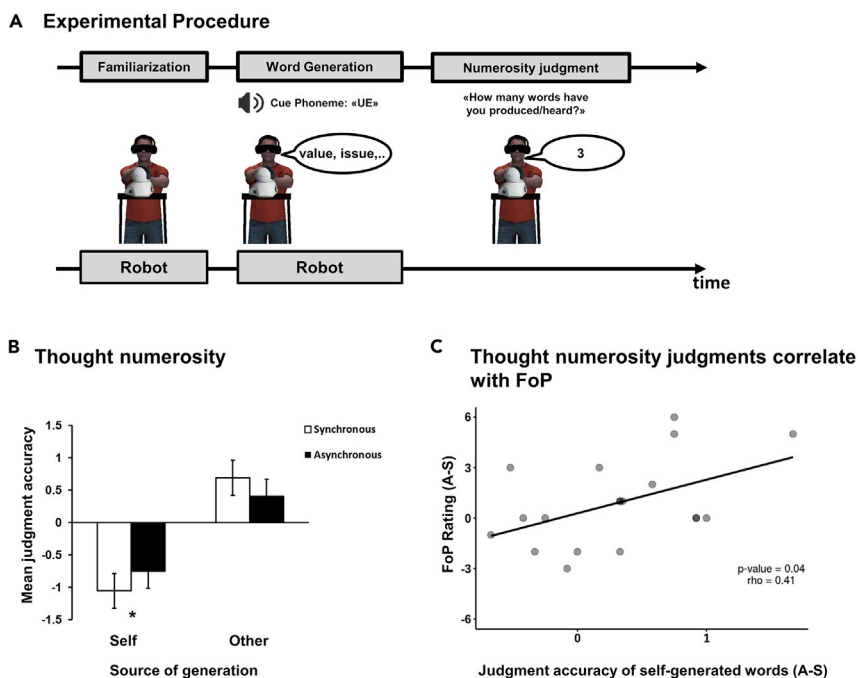 A Experimental Procedure
Familiarization
Word Generation
Numerosity judgment
Cue Phoneme: «UE»
«How many words have
you produced/heard?»
value, issue,..
3
Robot
Robot
time
B Thought numerosity
1.5
1
0.5
0
-0.5
-1
-1.5
Mean judgment accuracy
Synchronous
Asynchronous
*
Self
Other
Source of generation
C Thought numerosity judgments correlate
with FoP
6
3
0
-3
-6
FoP Rating (A-S)
p-value = 0.04
rho = 0.41
0
1
Judgment accuracy of self-generated words (A-S)